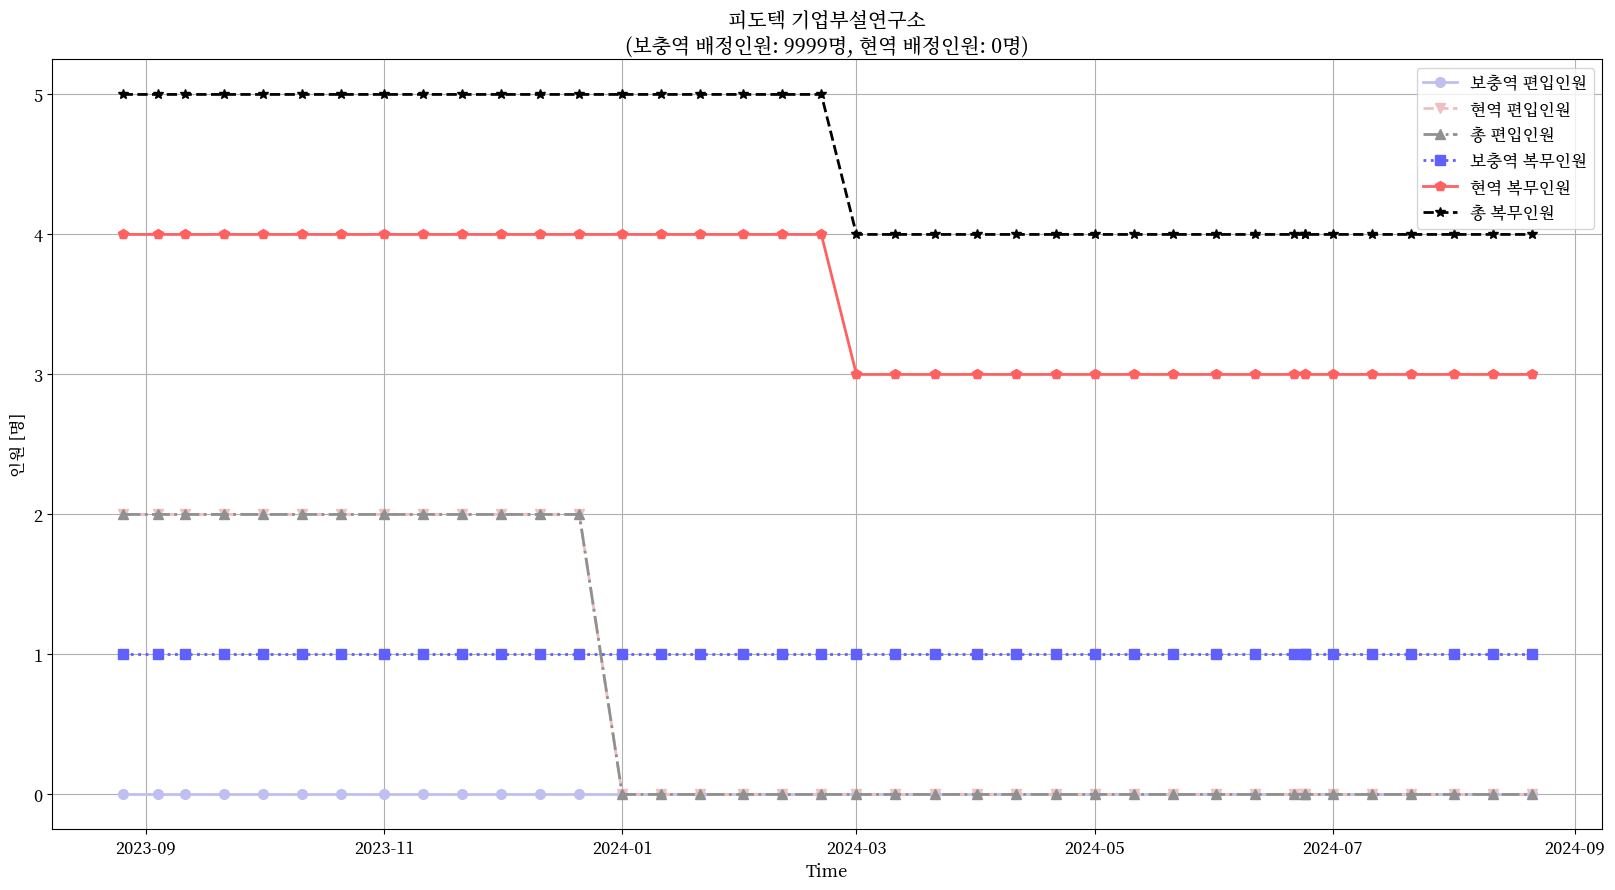 피도텍 기업부설연구소
(보충역 배정인원: 9999명, 현역 배정인원: 0명)
보충역 편입인원
현역 편입인원
총 편입인원
보충역 복무인원
현역 복무인원
총 복무인원
인원 [명]
5
4
3
2
1
0
2023-09
2023-11
2024-01
2024-03
2024-05
2024-07
2024-09
Time